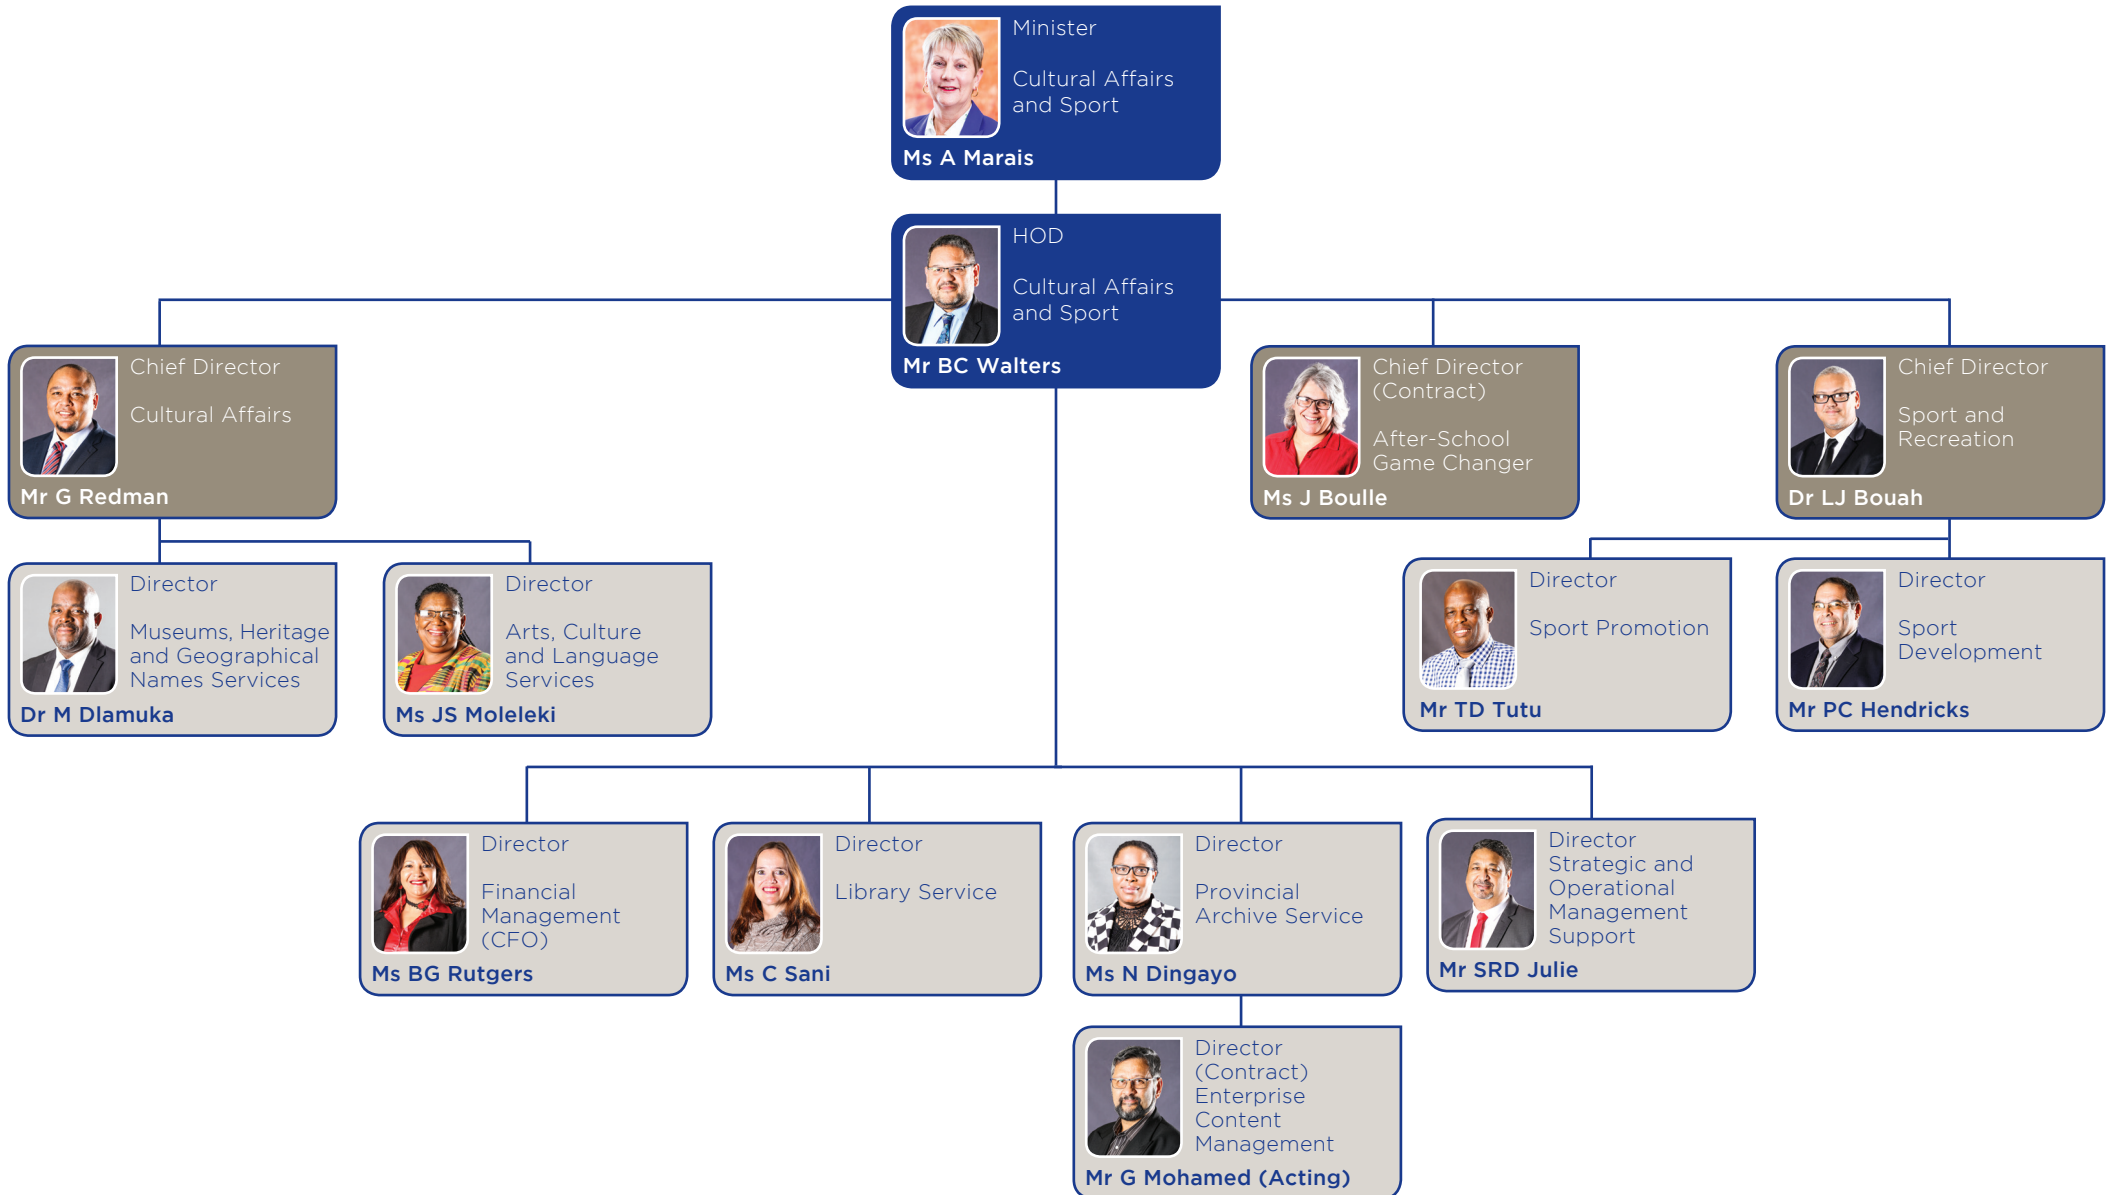 Minister
Cultural Affairs
and Sport
Ms A Marais
HOD
Cultural Affairs
and Sport
Mr BC Walters
Chief Director
Cultural Affairs
Mr G Redman
Chief Director
(Contract)
After-School
Game Changer
Ms J Boulle
Chief Director
Sport and
Recreation
Dr LJ Bouah
Director
Museums, Heritage
and Geographical
Names Services
Dr M Dlamuka
Director
Arts, Culture
and Language
Services
Ms JS Moleleki
Director
Sport Promotion
Mr TD Tutu
Director
Sport
Development
Mr PC Hendricks
Director
Financial
Management
(CFO)
Ms BG Rutgers
Director
Library Service
Ms C Sani
Director
Provincial
Archive Service
Ms N Dingayo
Director
Strategic and
Operational
Management
Support
Mr SRD Julie
Director
(Contract)
Enterprise
Content
Management
Mr G Mohamed (Acting)